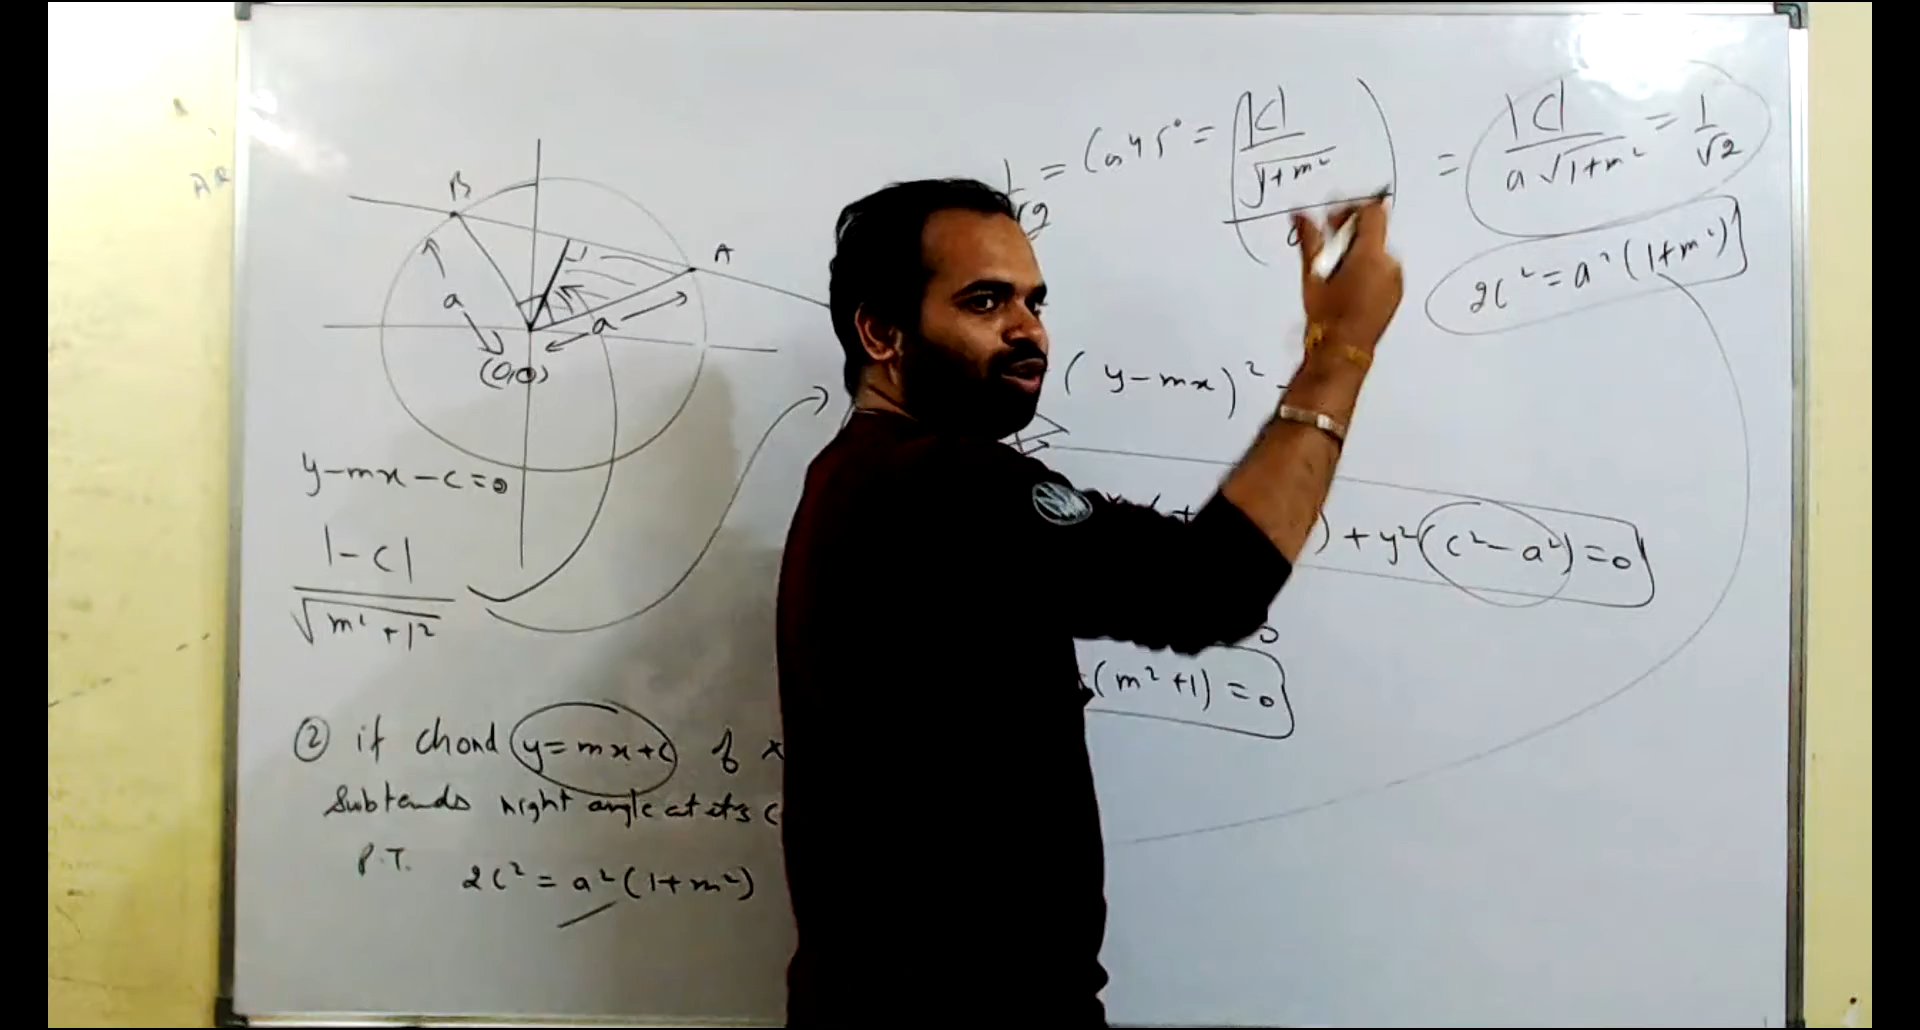 B
A
a
a
(0,0)
y-mx-c=0
|-c|
√m²+1²
② if chord y=mx+c of x
Subtends right angle at its c
P.T. 2c² = a²(1+m²)
1/√2 = Cos45° = (|c|/√1+m²)/a = |c|/a√1+m² = 1/√2
2c² = a²(1+m²)
(y-mx)²
) + y²(c²-a²) = 0
(m²+1) = 0